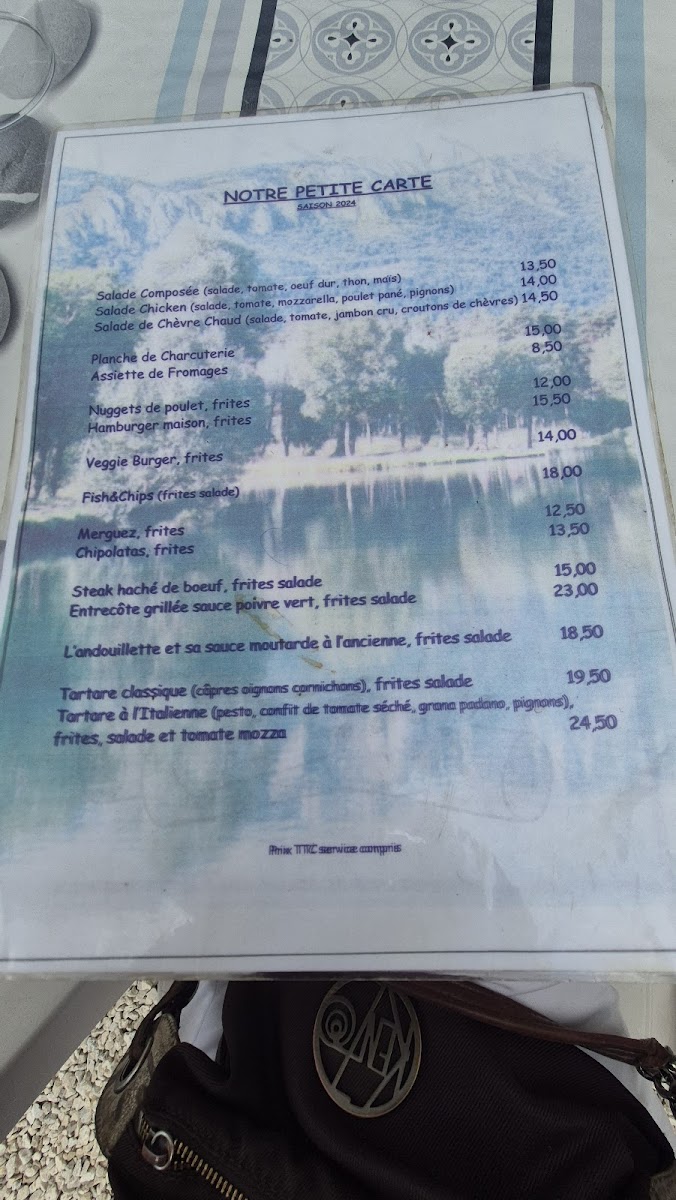 NOTRE PETITE CARTE
SAISON 2024
Salade Composée (salade, tomate, oeuf dur, thon, maïs) 13,50
Salade Chicken (salade, tomate, mozzarella, poulet pané, pignons) 14,00
Salade de Chèvre Chaud (salade, tomate, jambon cru, croutons de chèvres) 14,50
Planche de Charcuterie 15,00
Assiette de Fromages 8,50
Nuggets de poulet, frites 12,00
Hamburger maison, frites 15,50
Veggie Burger, frites 14,00
Fish&Chips (frites salade) 18,00
Merguez, frites 12,50
Chipolatas, frites 13,50
Steak haché de boeuf, frites salade 15,00
Entrecôte grillée sauce poivre vert, frites salade 23,00
L'andouillette et sa sauce moutarde à l'ancienne, frites salade 18,50
Tartare classique (câpres oignons cornichons), frites salade 19,50
Tartare à l'Italienne (pesto, confit de tomate séché, grana padano, pignons),
frites, salade et tomate mozza 24,50
Prix TTC service compris